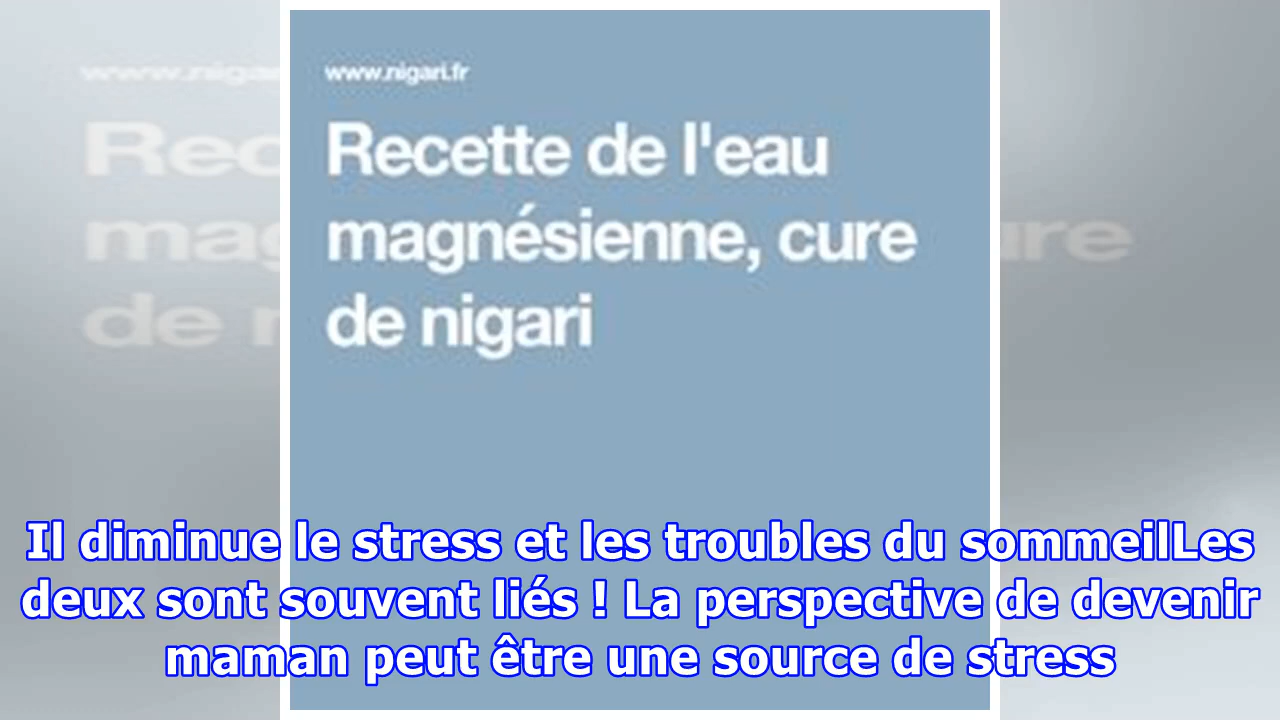 www.nigari.fr
Recette de l'eau
magnésienne, cure
de nigari
Il diminue le stress et les troubles du sommeilLes
deux sont souvent liés ! La perspective de devenir
maman peut être une source de stress